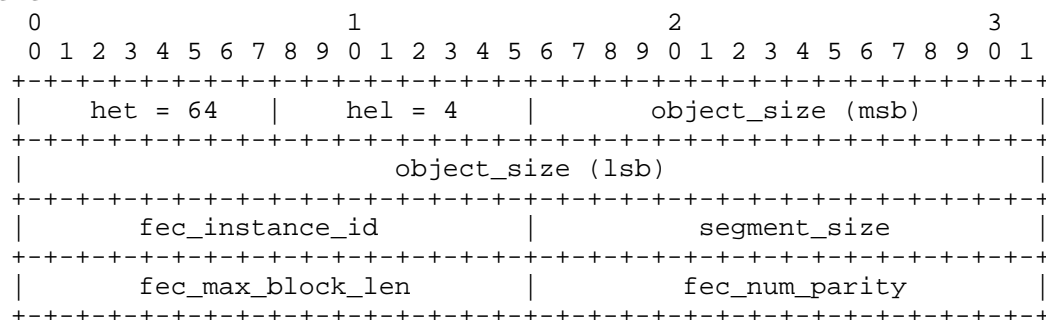 0                   1                   2                   3
0 1 2 3 4 5 6 7 8 9 0 1 2 3 4 5 6 7 8 9 0 1 2 3 4 5 6 7 8 9 0 1
+-+-+-+-+-+-+-+-+-+-+-+-+-+-+-+-+-+-+-+-+-+-+-+-+-+-+-+-+-+-+-+-+
|    het = 64   |    hel = 4    |       object_size (msb)       |
+-+-+-+-+-+-+-+-+-+-+-+-+-+-+-+-+-+-+-+-+-+-+-+-+-+-+-+-+-+-+-+-+
|                       object_size (lsb)                       |
+-+-+-+-+-+-+-+-+-+-+-+-+-+-+-+-+-+-+-+-+-+-+-+-+-+-+-+-+-+-+-+-+
|       fec_instance_id         |          segment_size         |
+-+-+-+-+-+-+-+-+-+-+-+-+-+-+-+-+-+-+-+-+-+-+-+-+-+-+-+-+-+-+-+-+
|       fec_max_block_len       |         fec_num_parity        |
+-+-+-+-+-+-+-+-+-+-+-+-+-+-+-+-+-+-+-+-+-+-+-+-+-+-+-+-+-+-+-+-+